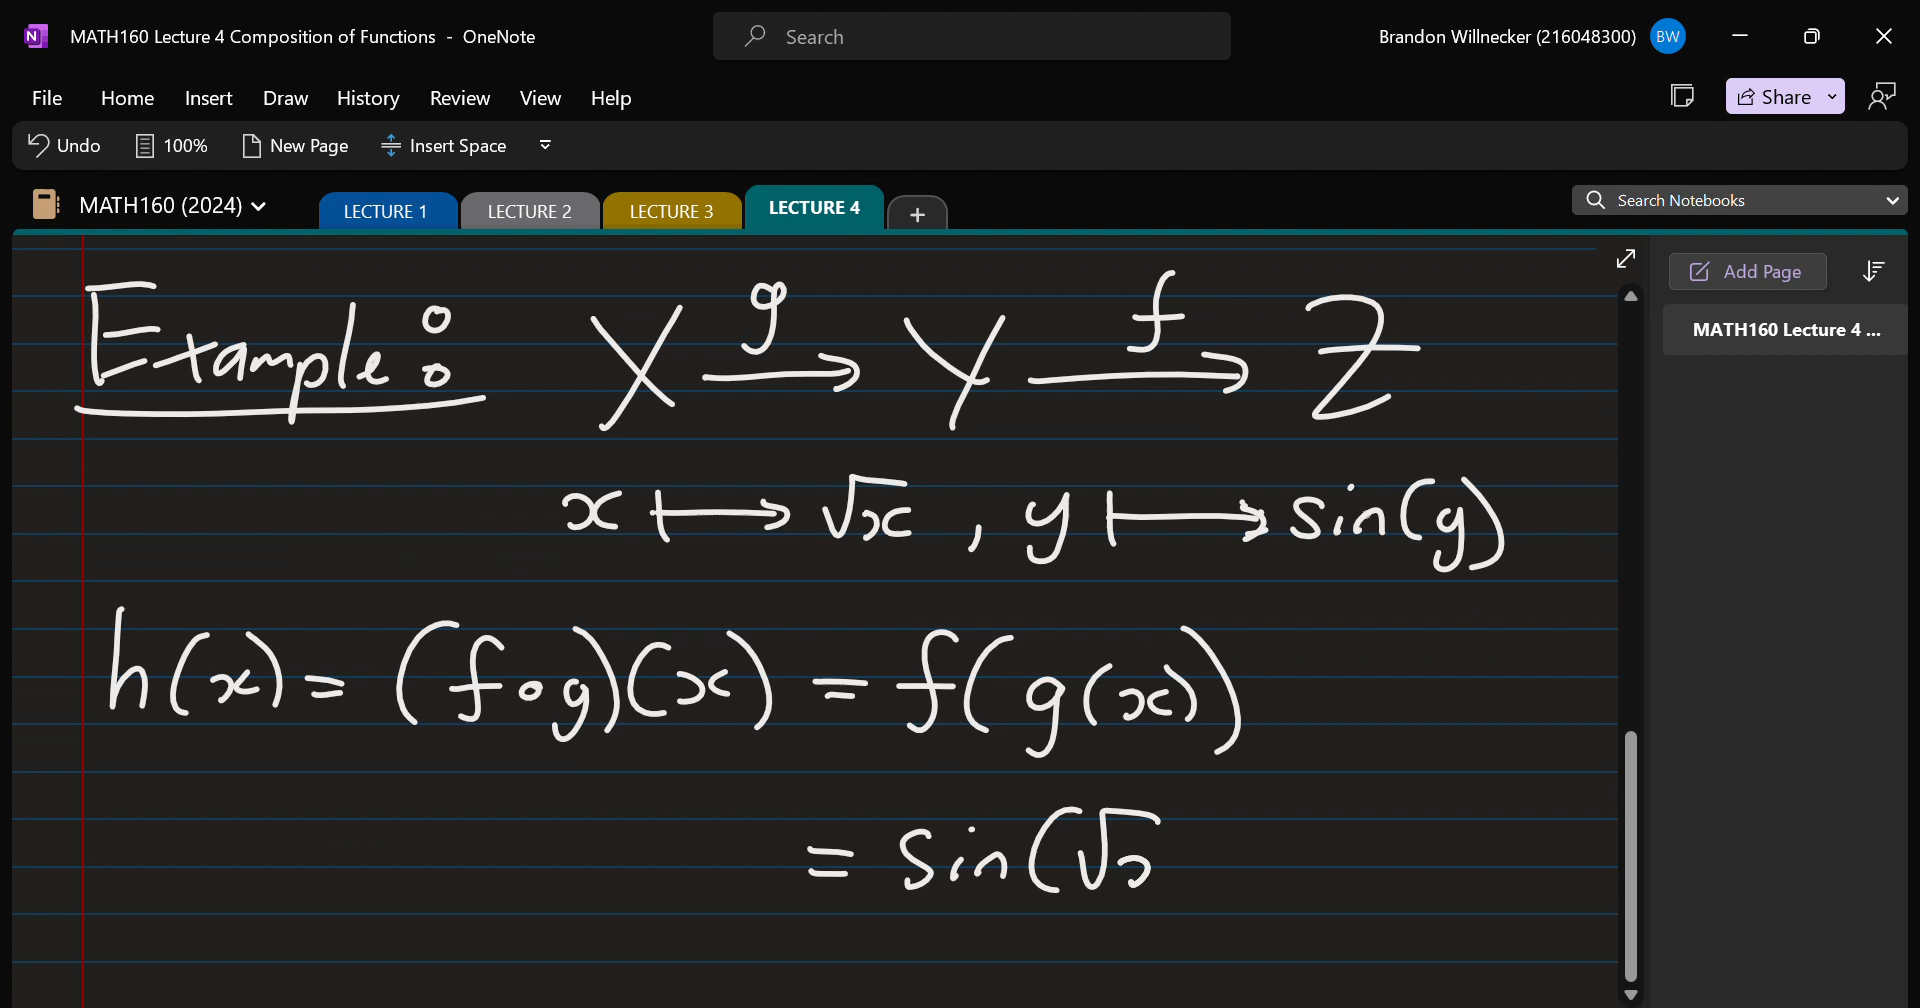 N MATH160 Lecture 4 Composition of Functions - OneNote Search Brandon Willnecker (216048300) BW
File Home Insert Draw History Review View Help Share
Undo 100% New Page Insert Space
MATH160 (2024) LECTURE 1 LECTURE 2 LECTURE 3 LECTURE 4 + Search Notebooks
Add Page
MATH160 Lecture 4 ...
Example: X g→ Y f→ Z
x ↦ √x , y ↦ sin(y)
h(x) = (f∘g)(x) = f(g(x))
= sin(√